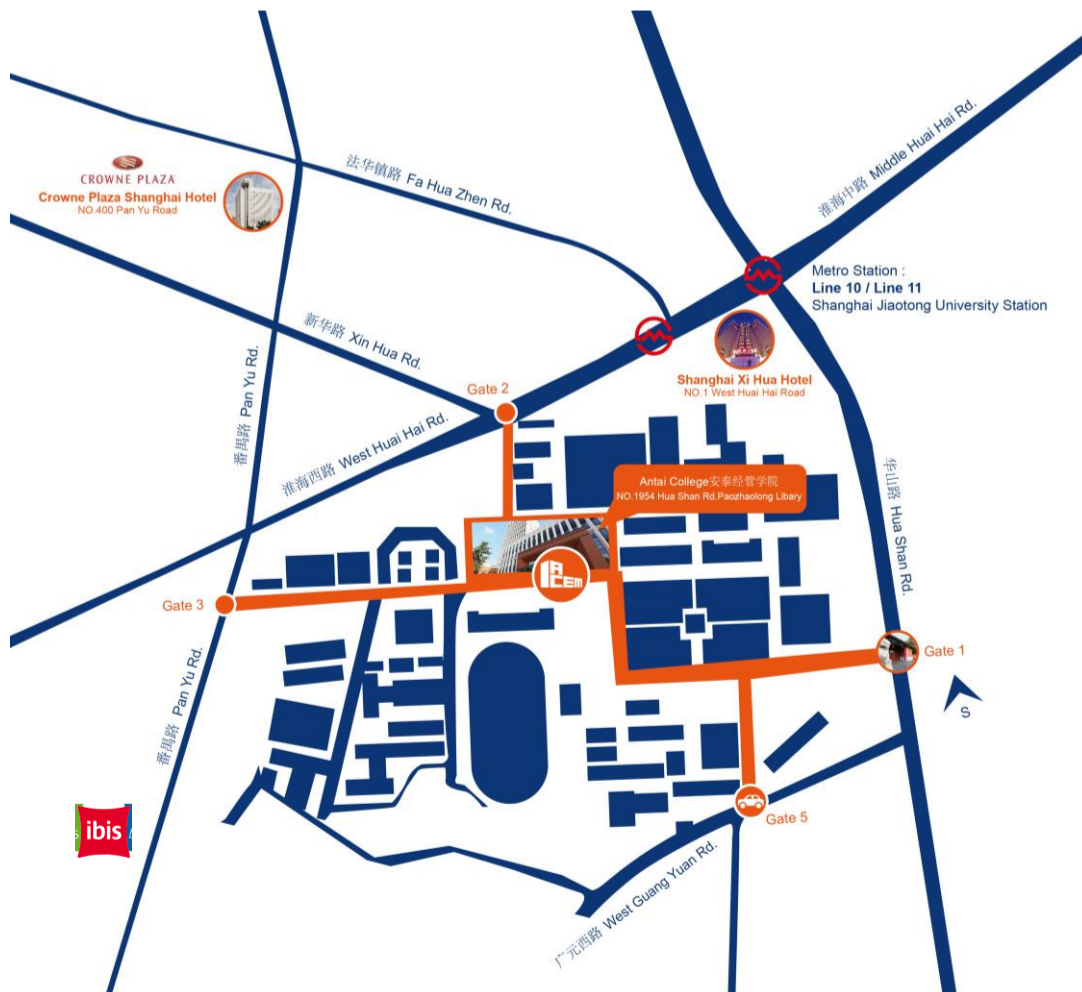 法华镇路 Fa Hua Zhen Rd.
淮海中路 Middle Huai Hai Rd.
CROWNE PLAZA
Crowne Plaza Shanghai Hotel
NO.400 Pan Yu Road
Metro Station :
Line 10 / Line 11
Shanghai Jiaotong University Station
新华路 Xin Hua Rd.
番禺路 Pan Yu Rd.
Shanghai Xi Hua Hotel
NO.1 West Huai Hai Road
Gate 2
淮海西路 West Huai Hai Rd.
Antai College安泰经管学院
NO.1954 Hua Shan Rd.Paozhaolong Libary
华山路 Hua Shan Rd.
ACEM
Gate 3
Gate 1
番禺路 Pan Yu Rd.
S
ibis
Gate 5
广元西路 West Guang Yuan Rd.